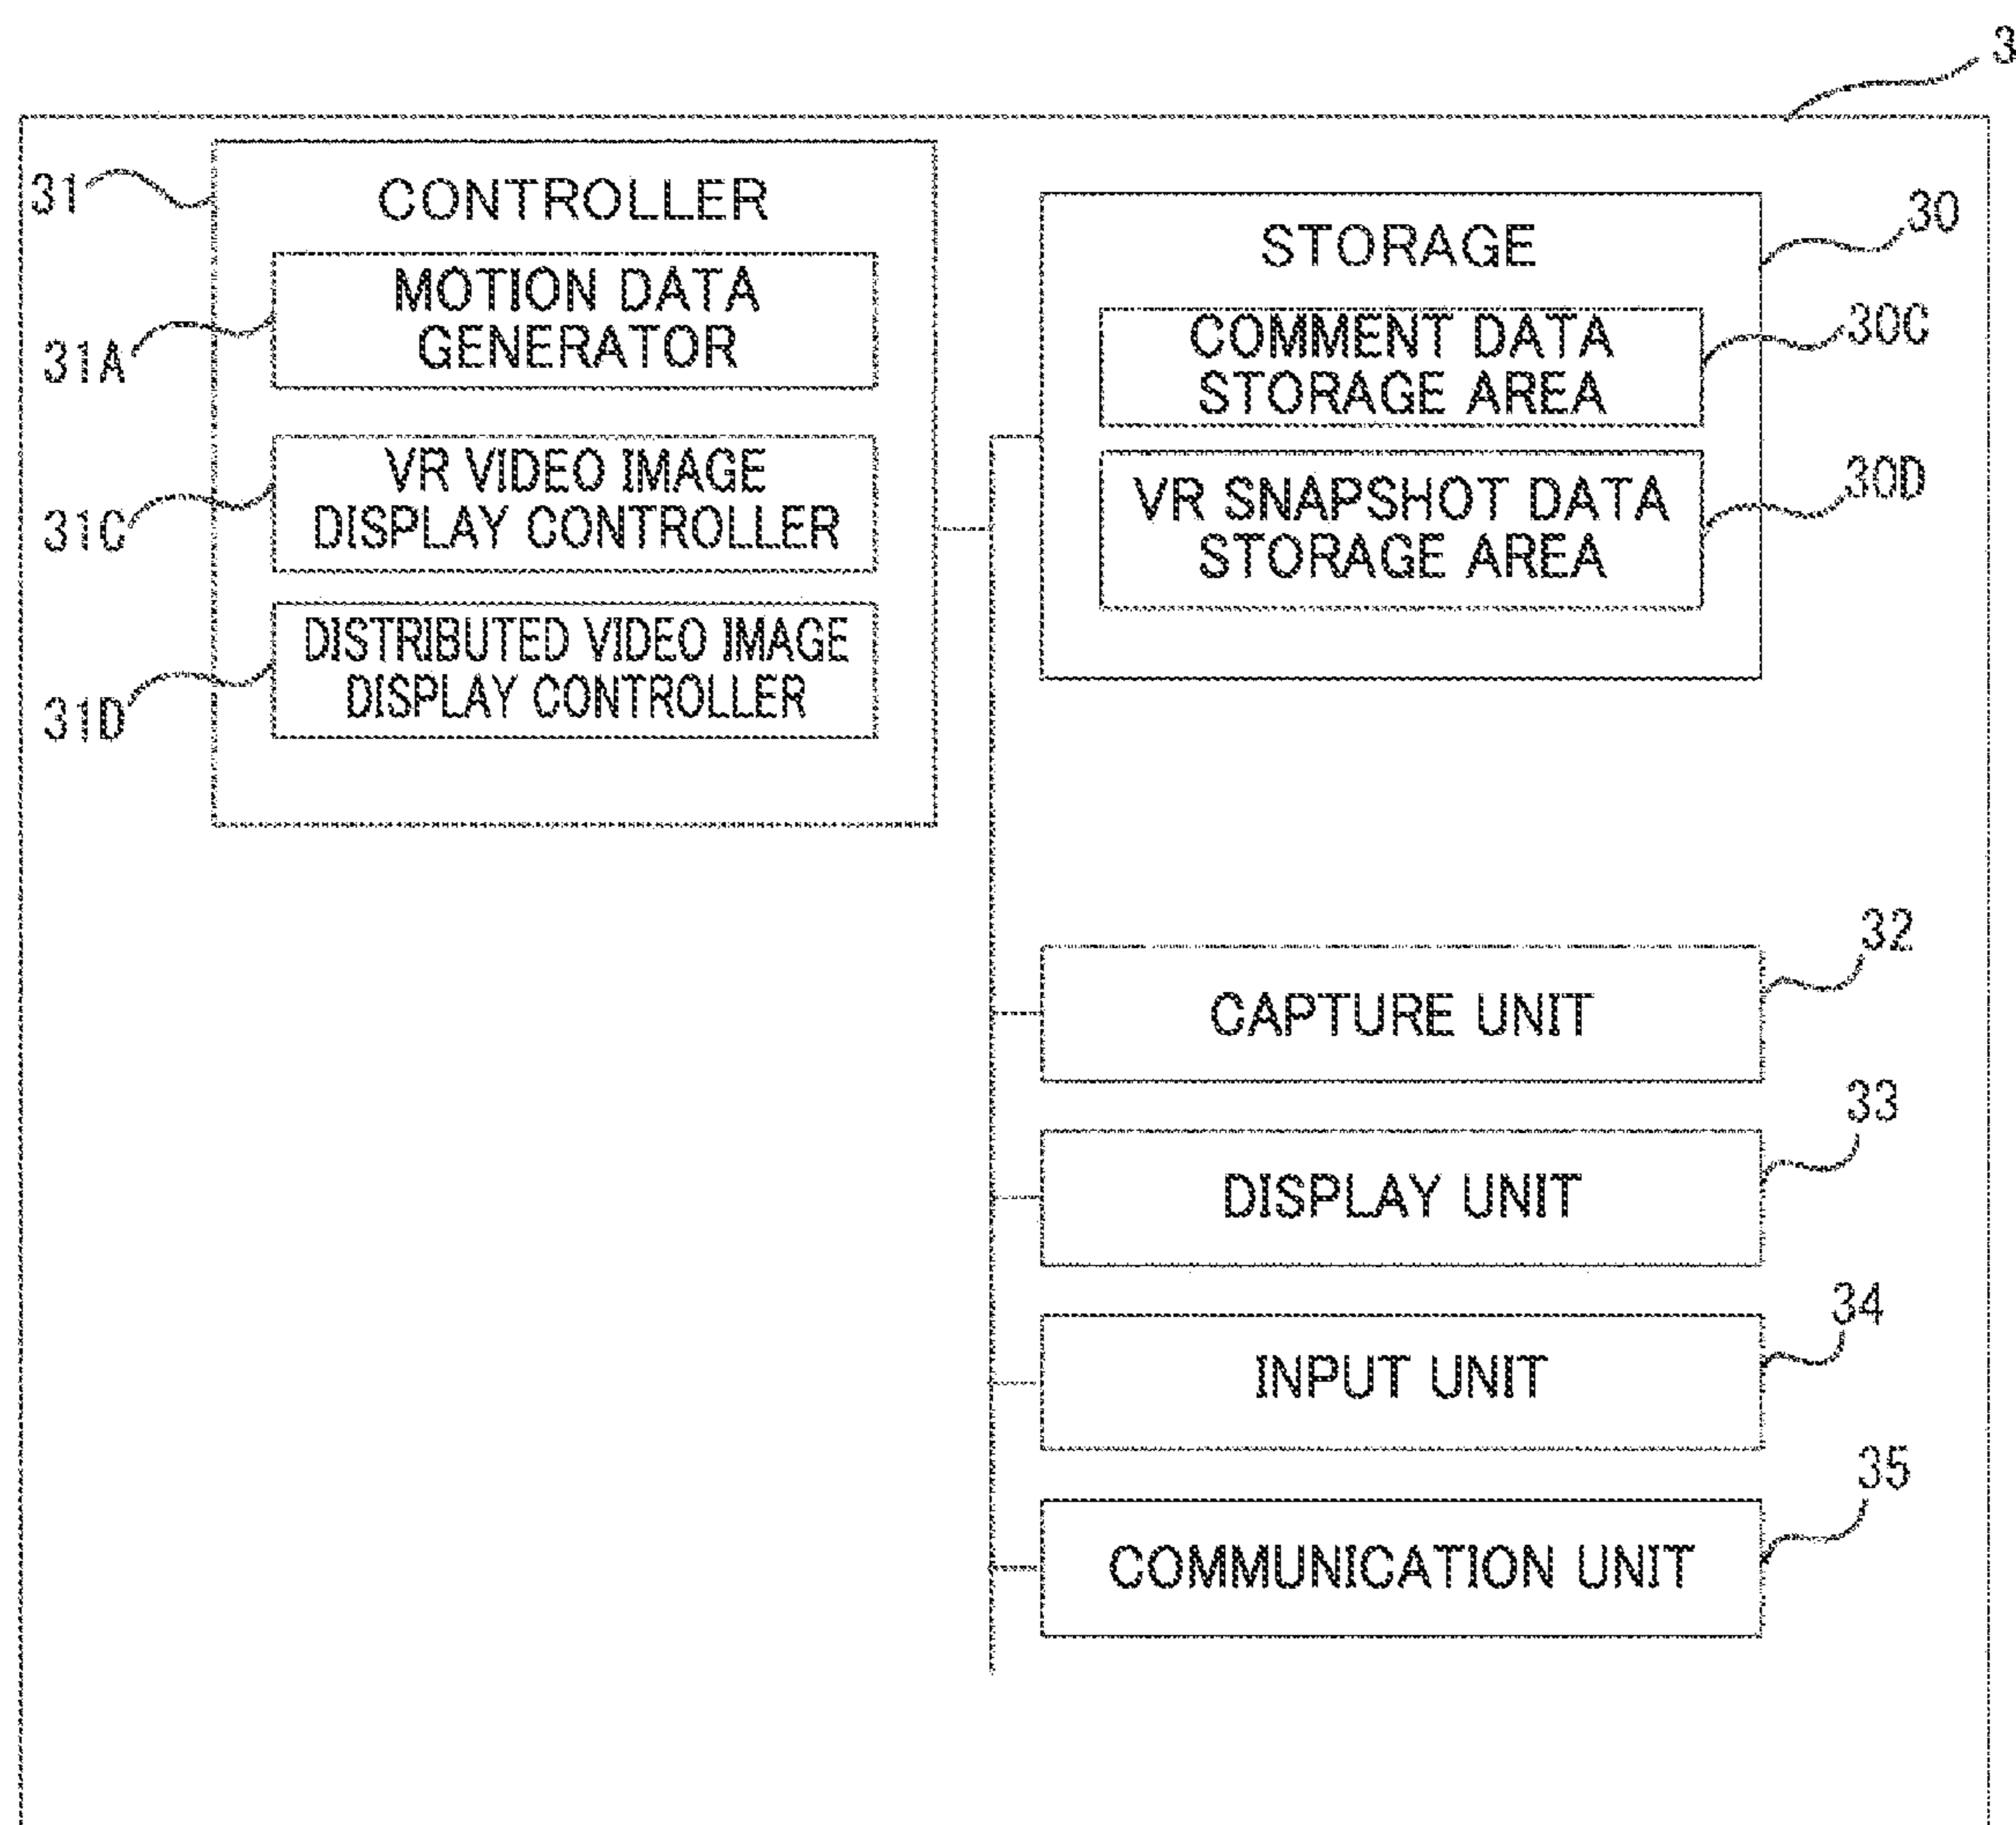 3
31
CONTROLLER
31A
MOTION DATA
GENERATOR
31C
VR VIDEO IMAGE
DISPLAY CONTROLLER
31D
DISTRIBUTED VIDEO IMAGE
DISPLAY CONTROLLER
30
STORAGE
COMMENT DATA
STORAGE AREA
30C
VR SNAPSHOT DATA
STORAGE AREA
30D
32
CAPTURE UNIT
33
DISPLAY UNIT
34
INPUT UNIT
35
COMMUNICATION UNIT